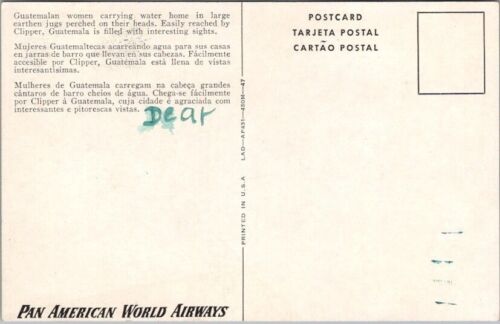 Guatemalan women carrying water home in large
earthen jugs perched on their heads. Easily reached by
Clipper, Guatemala is filled with interesting sights.
Mujeres Guatemaltecas acarreando agua para sus casas
en jarras de barro que llevan en sus cabezas. Fácilmente
accesible por Clipper, Guatemala está llena de vistas
interesantísimas.
Mulheres de Guatemala carregam na cabeça grandes
cântaros de barro cheios de água. Chega-se fàcilmente
por Clipper à Guatemala, cuja cidade é agraciada com
interessantes e pitorescas vistas.
Dear
PAN AMERICAN WORLD AIRWAYS
PRINTED IN U.S.A LAD—AP431—450M—47
POSTCARD
TARJETA POSTAL
CARTÃO POSTAL